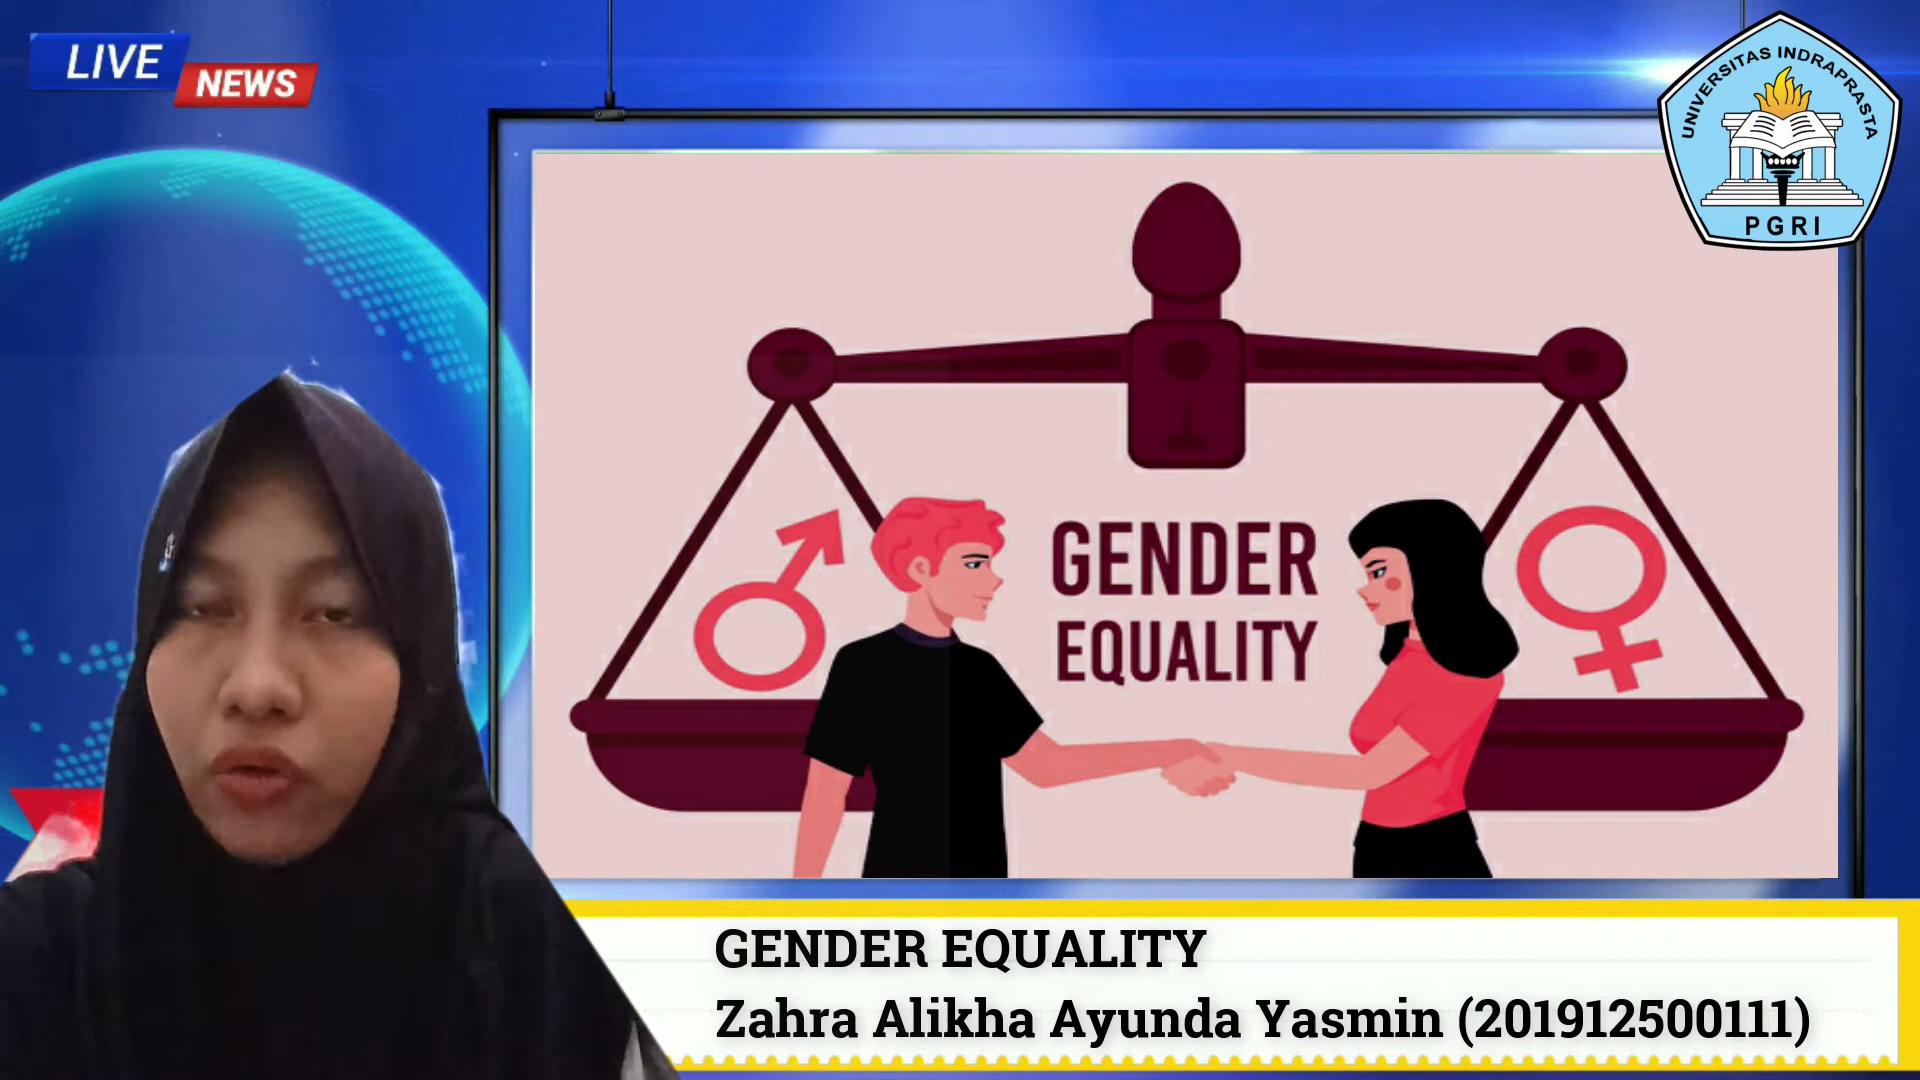 LIVE
NEWS
UNIVERSITAS INDRAPRASTA
PGRI
GENDER
EQUALITY
GENDER EQUALITY
Zahra Alikha Ayunda Yasmin (201912500111)